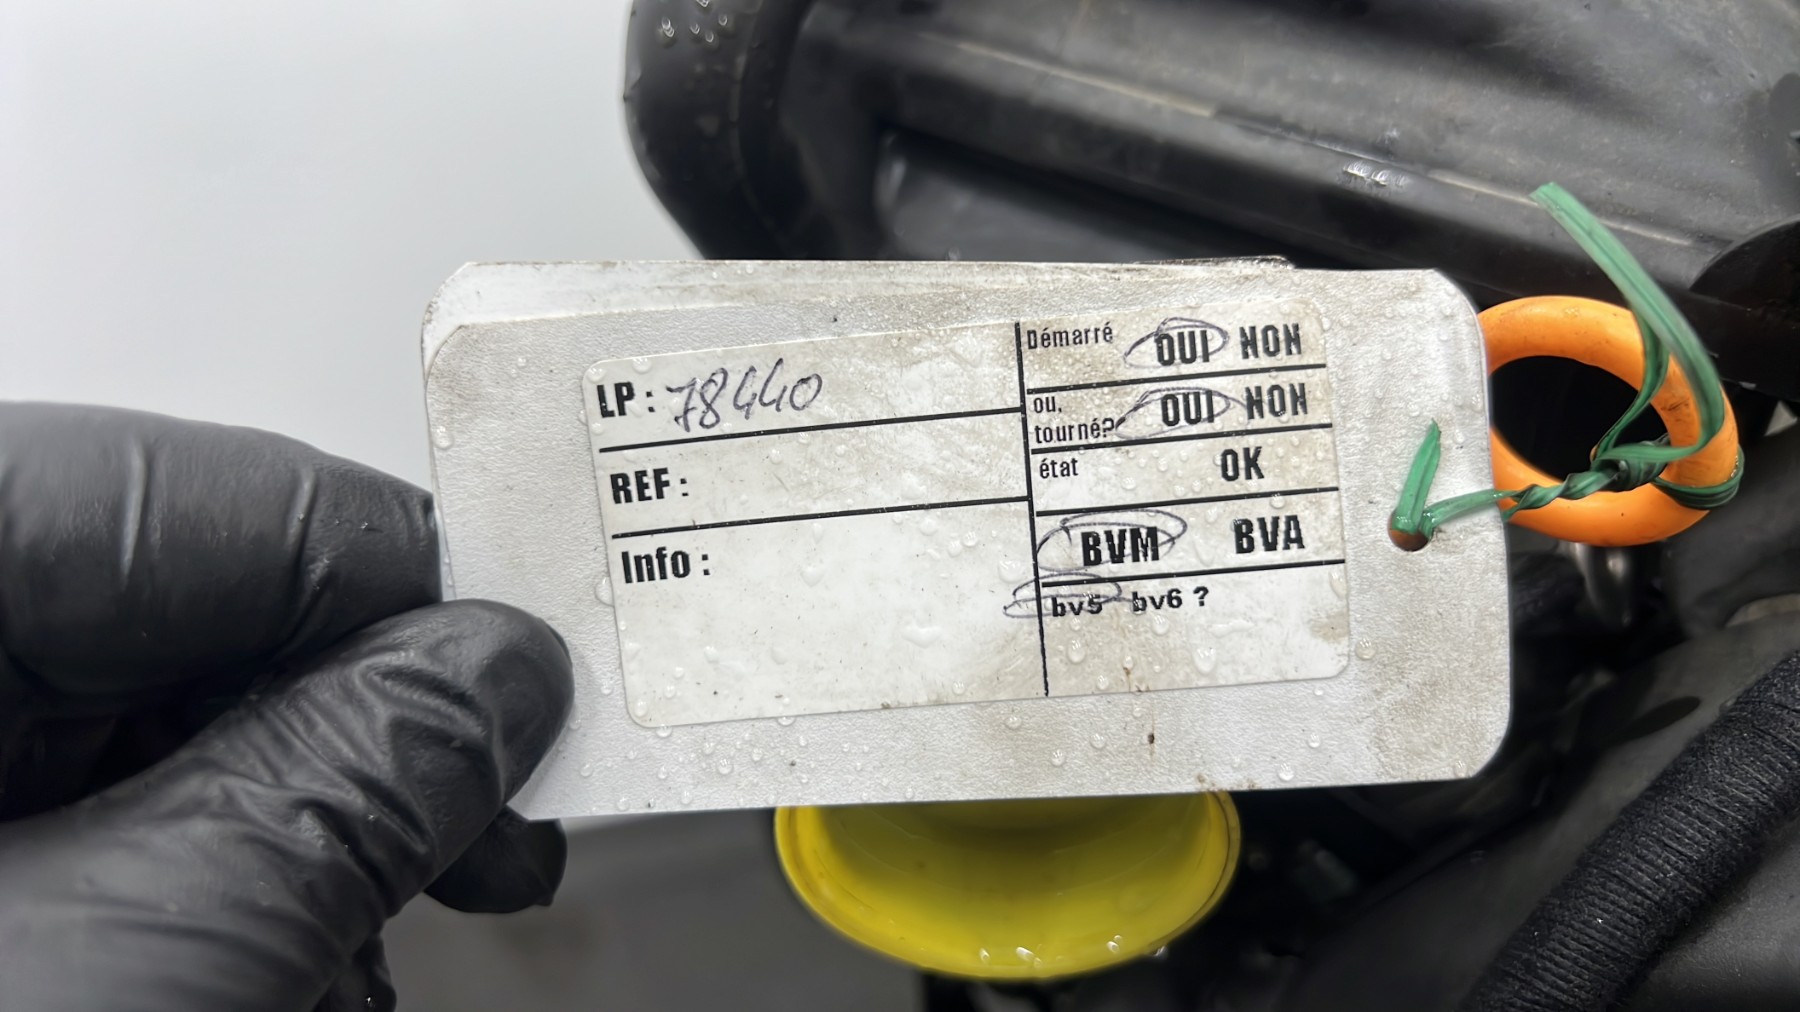 LP : 78440
REF :
Info :
Démarré OUI NON
ou,
tourné? OUI NON
état OK
BVM BVA
bv5 bv6 ?